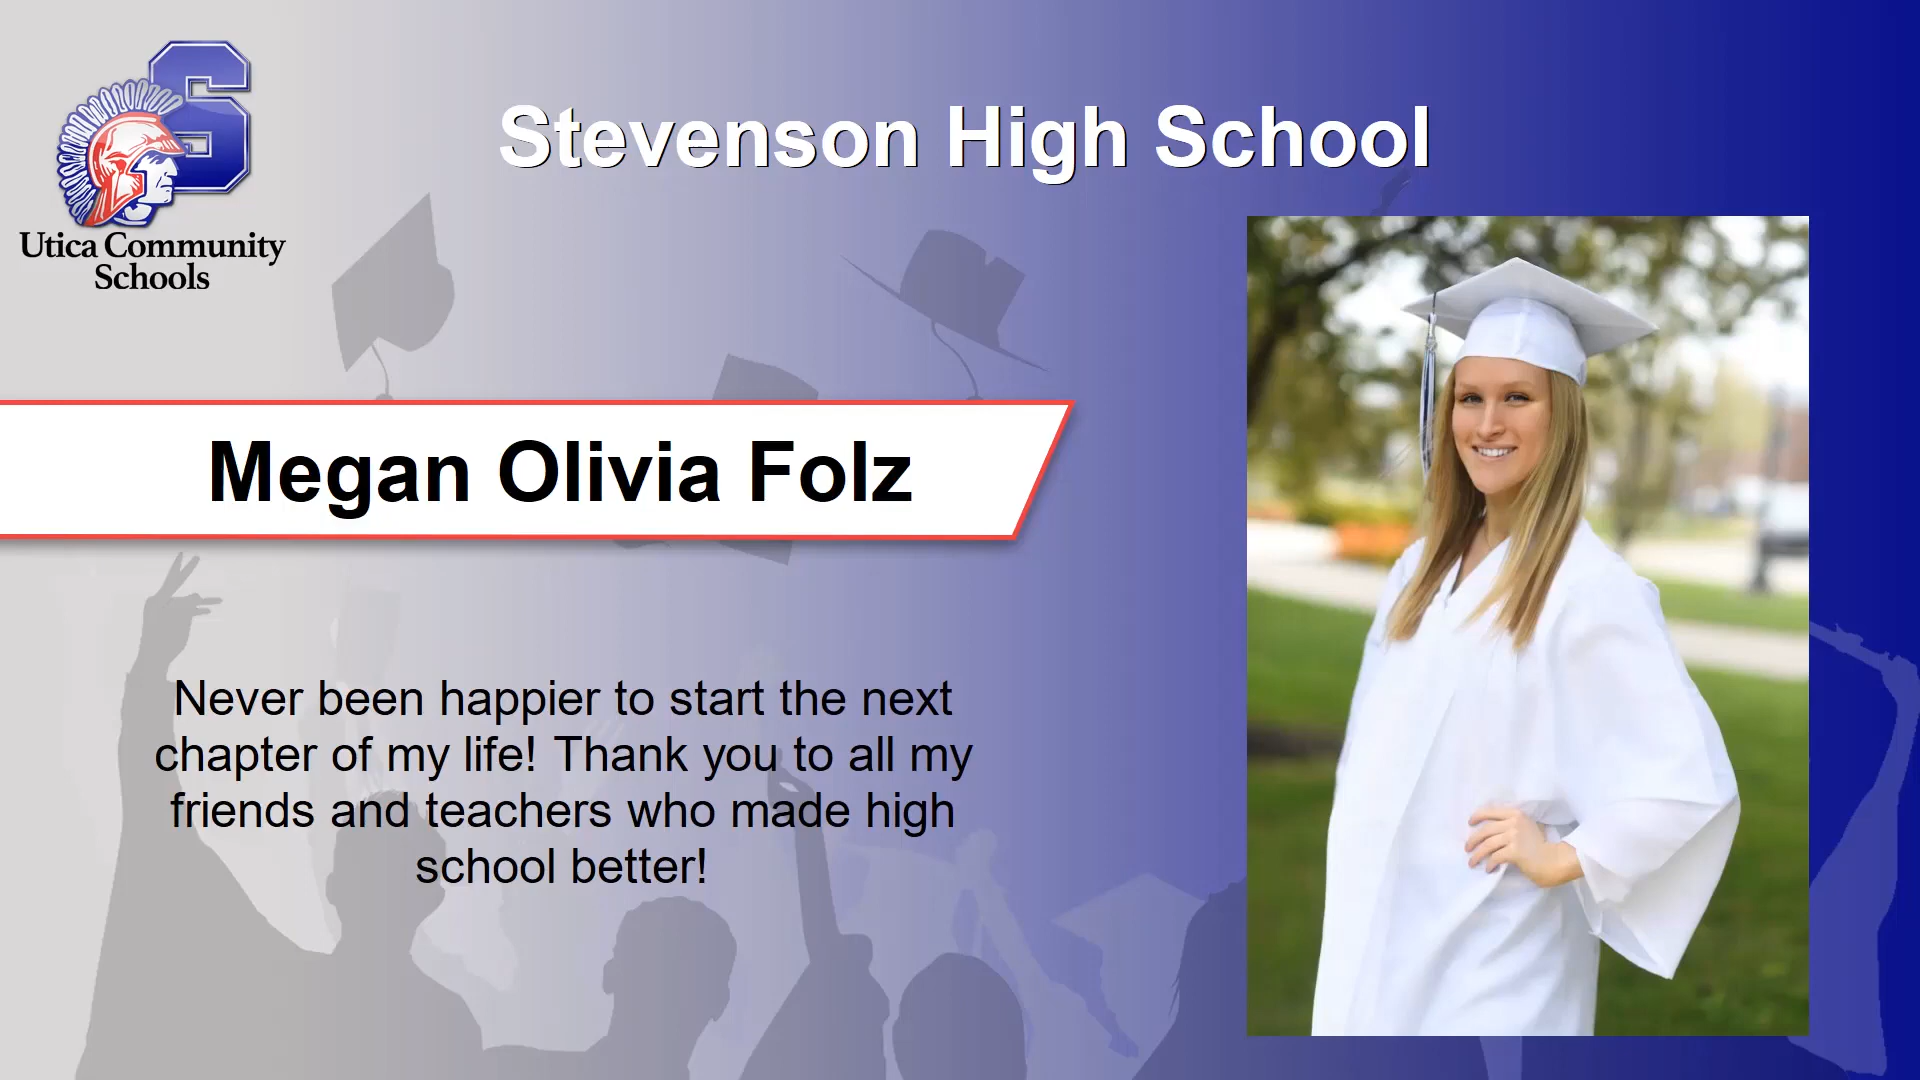 S
Utica Community
Schools
Stevenson High School
Megan Olivia Folz
Never been happier to start the next
chapter of my life! Thank you to all my
friends and teachers who made high
school better!